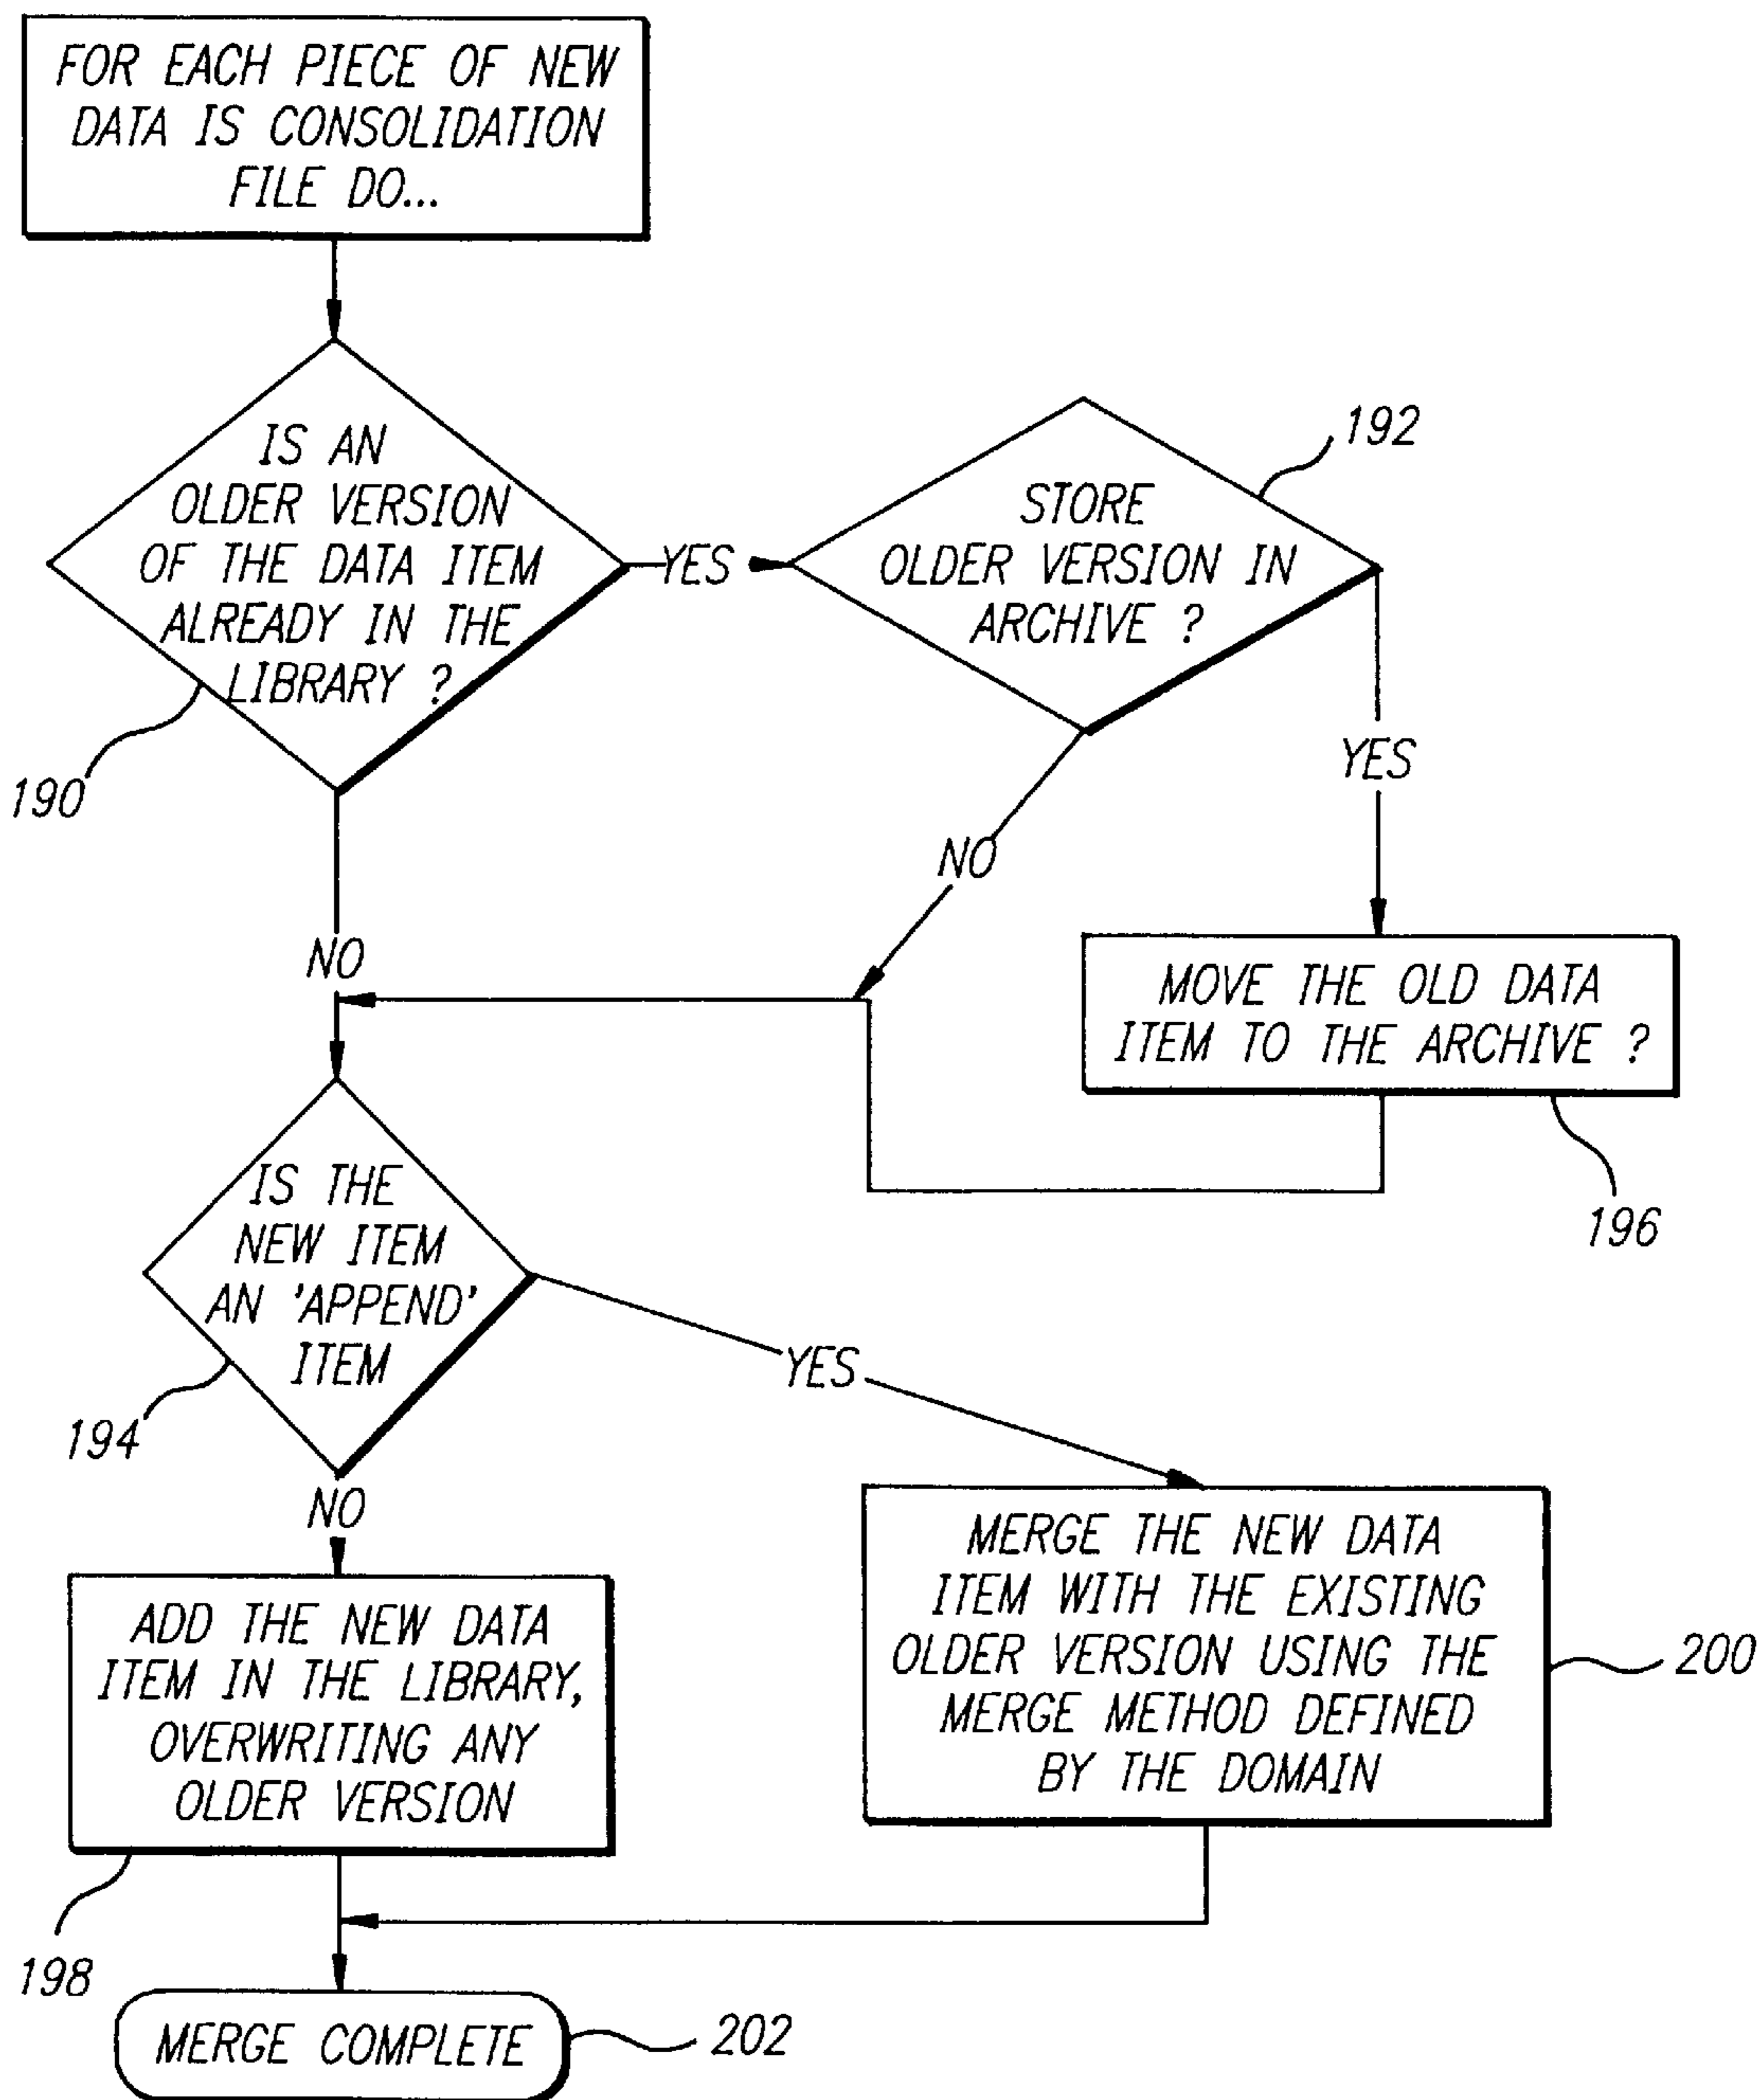 FOR EACH PIECE OF NEW
DATA IS CONSOLIDATION
FILE DO...
IS AN
OLDER VERSION
OF THE DATA ITEM
ALREADY IN THE
LIBRARY ?
190
YES
STORE
OLDER VERSION IN
ARCHIVE ?
192
YES
NO
NO
MOVE THE OLD DATA
ITEM TO THE ARCHIVE ?
196
IS THE
NEW ITEM
AN 'APPEND'
ITEM
194
YES
NO
MERGE THE NEW DATA
ITEM WITH THE EXISTING
OLDER VERSION USING THE
MERGE METHOD DEFINED
BY THE DOMAIN
200
ADD THE NEW DATA
ITEM IN THE LIBRARY,
OVERWRITING ANY
OLDER VERSION
198
MERGE COMPLETE
202